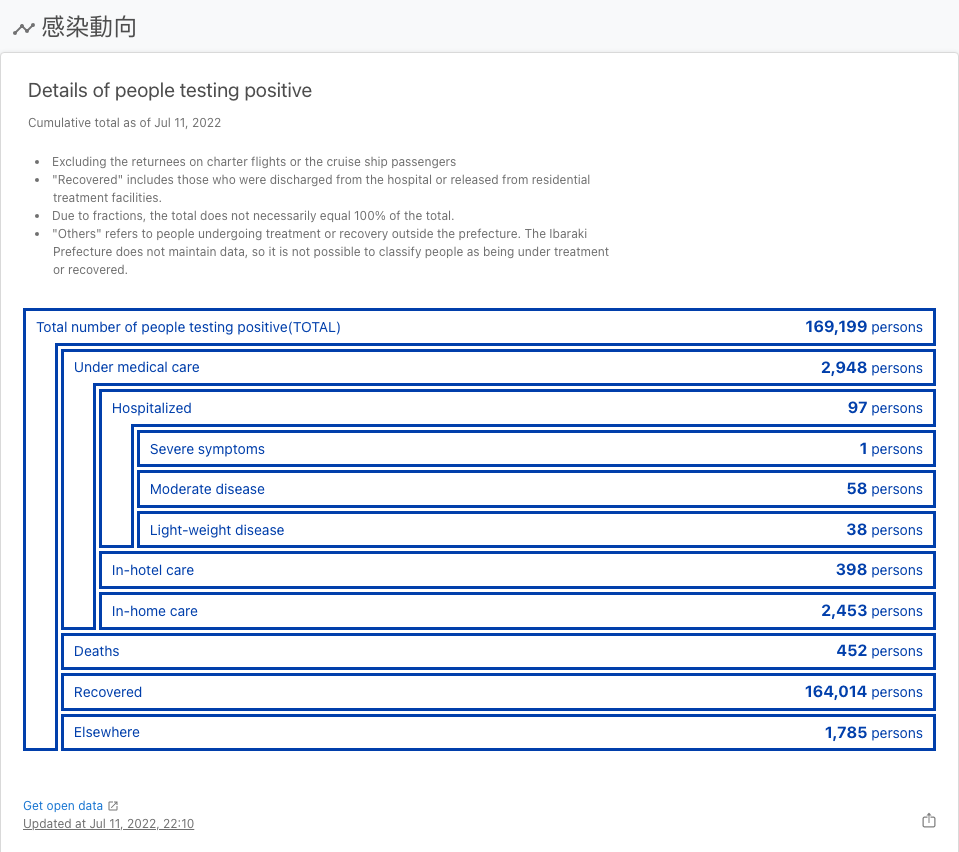 感染動向
Details of people testing positive
Cumulative total as of Jul 11, 2022
• Excluding the returnees on charter flights or the cruise ship passengers
• "Recovered" includes those who were discharged from the hospital or released from residential
treatment facilities.
• Due to fractions, the total does not necessarily equal 100% of the total.
• "Others" refers to people undergoing treatment or recovery outside the prefecture. The Ibaraki
Prefecture does not maintain data, so it is not possible to classify people as being under treatment
or recovered.
Total number of people testing positive(TOTAL) 169,199 persons
Under medical care 2,948 persons
Hospitalized 97 persons
Severe symptoms 1 persons
Moderate disease 58 persons
Light-weight disease 38 persons
In-hotel care 398 persons
In-home care 2,453 persons
Deaths 452 persons
Recovered 164,014 persons
Elsewhere 1,785 persons
Get open data
Updated at Jul 11, 2022, 22:10